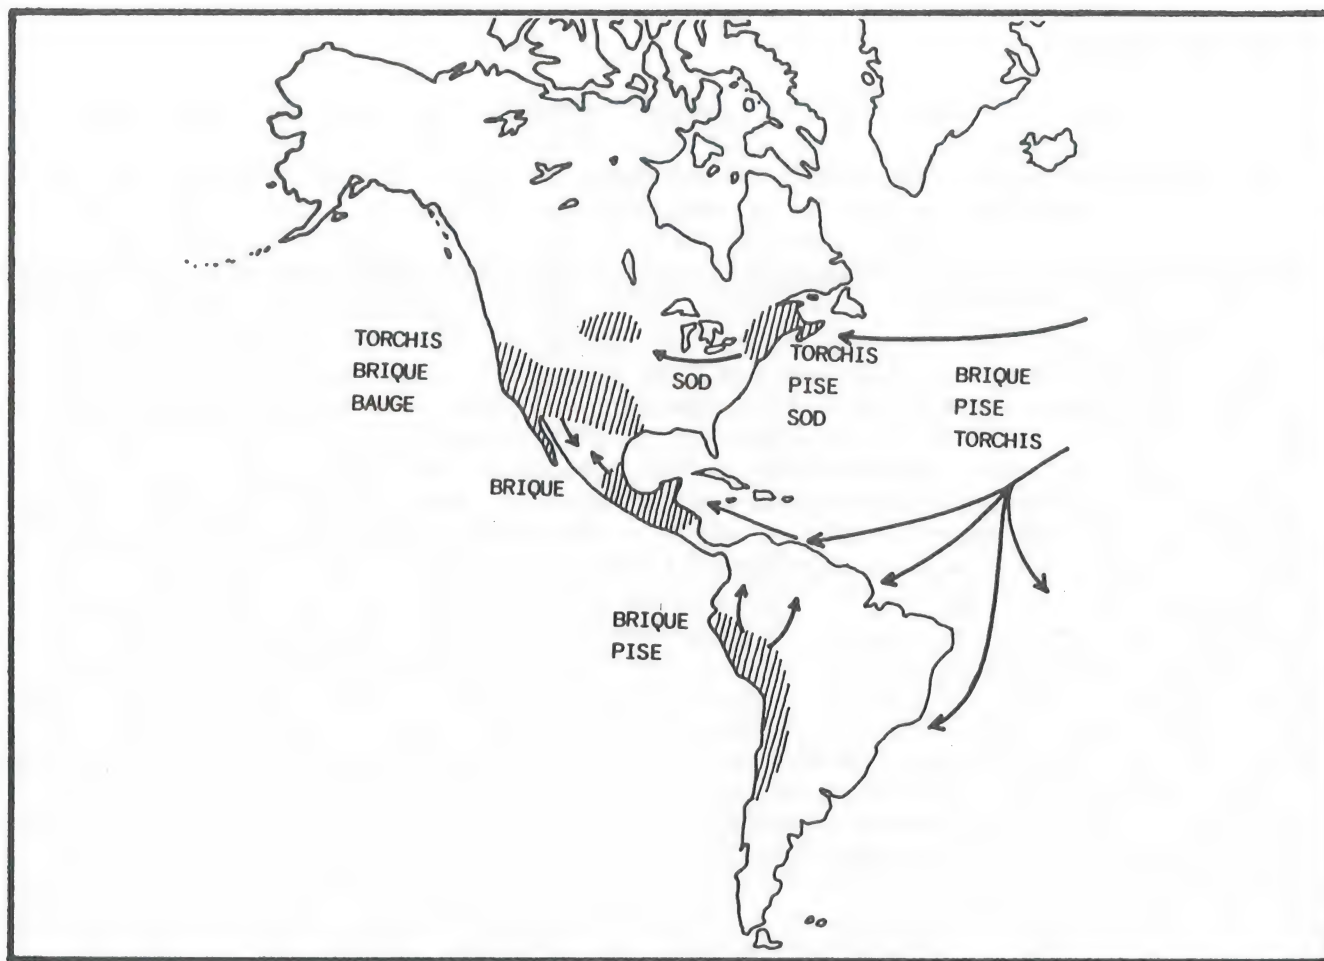 TORCHIS
BRIQUE
BAUGE
SOD
TORCHIS
PISE
SOD
BRIQUE
PISE
TORCHIS
BRIQUE
BRIQUE
PISE